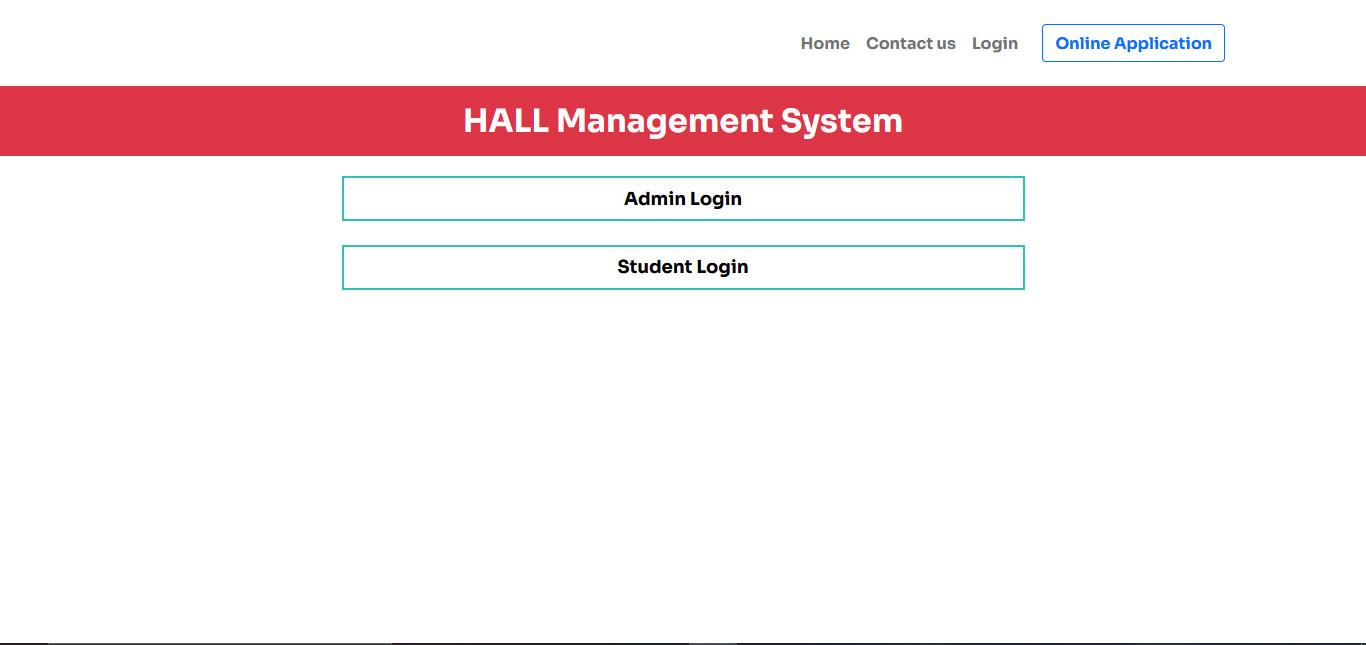 Home Contact us Login Online Application
HALL Management System
Admin Login
Student Login